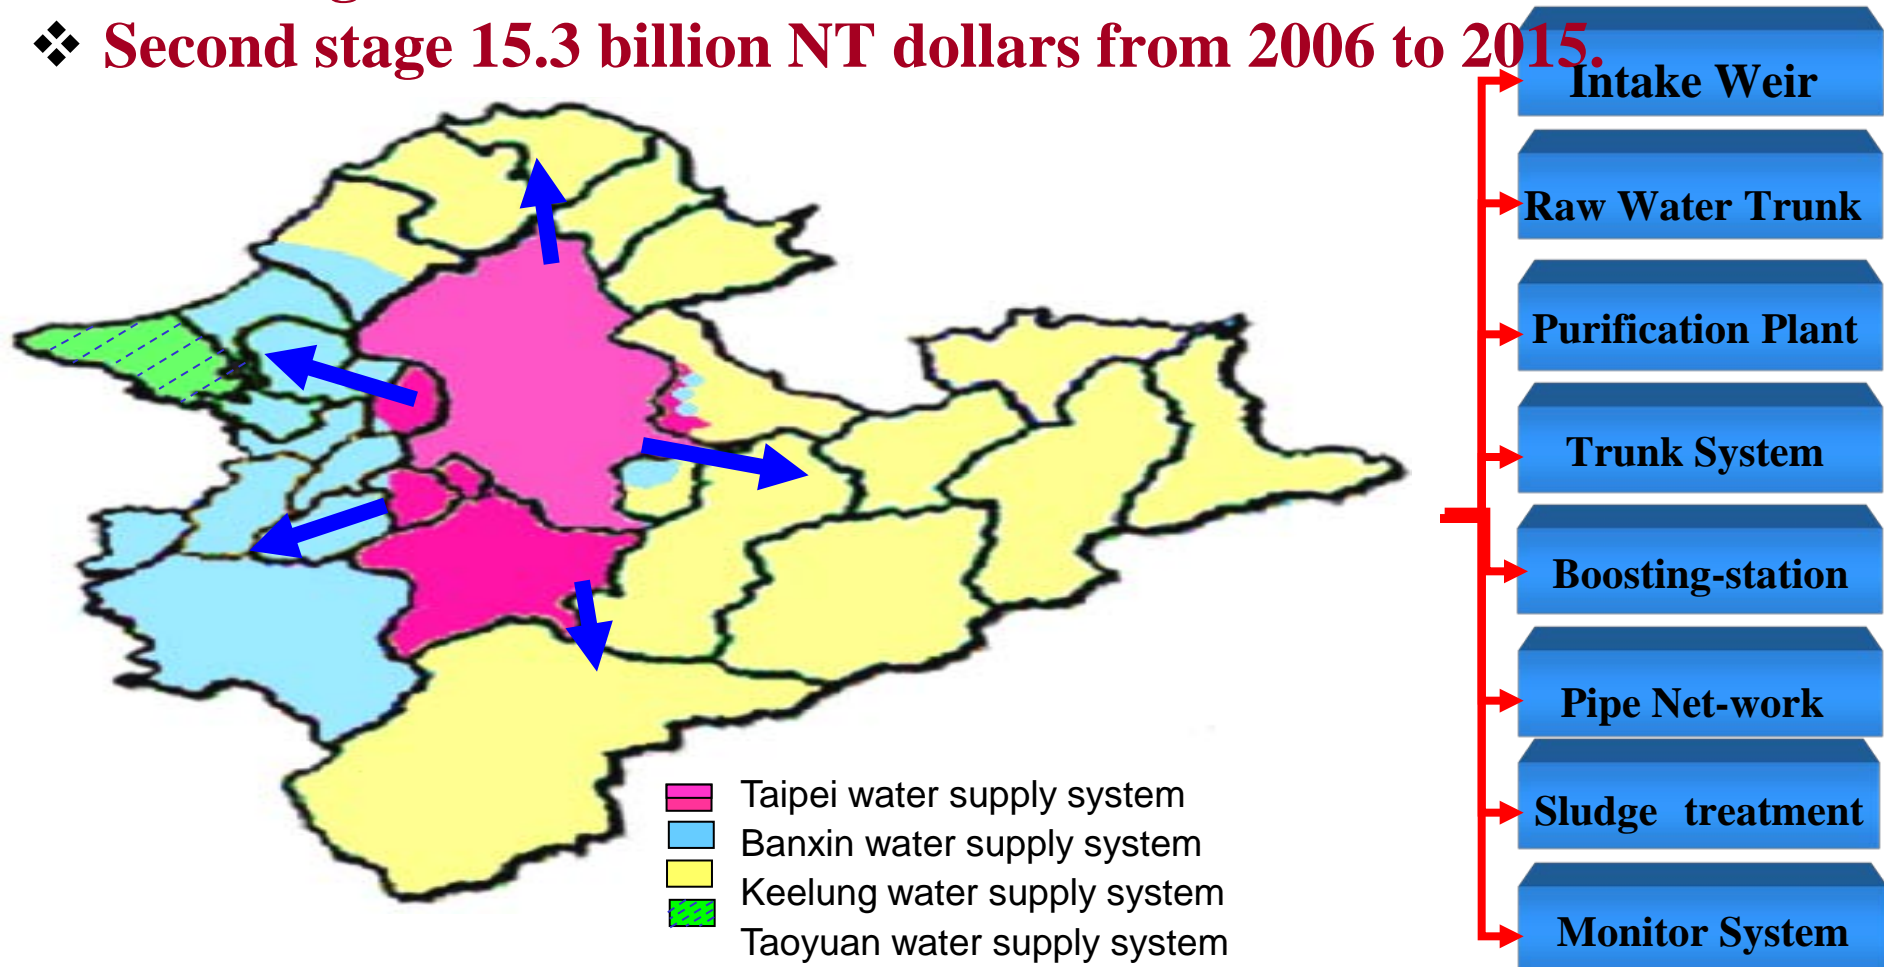 ❖ Second stage 15.3 billion NT dollars from 2006 to 2015.
Intake Weir
Raw Water Trunk
Purification Plant
Trunk System
Boosting-station
Pipe Net-work
Sludge treatment
Monitor System
Taipei water supply system
Banxin water supply system
Keelung water supply system
Taoyuan water supply system